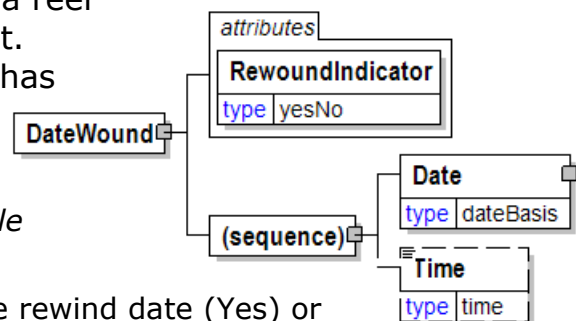 a reel
t.
has
attributes
RewoundIndicator
type yesNo
DateWound
Date
type dateBasis
le
(sequence)
Time
type time
e rewind date (Yes) or